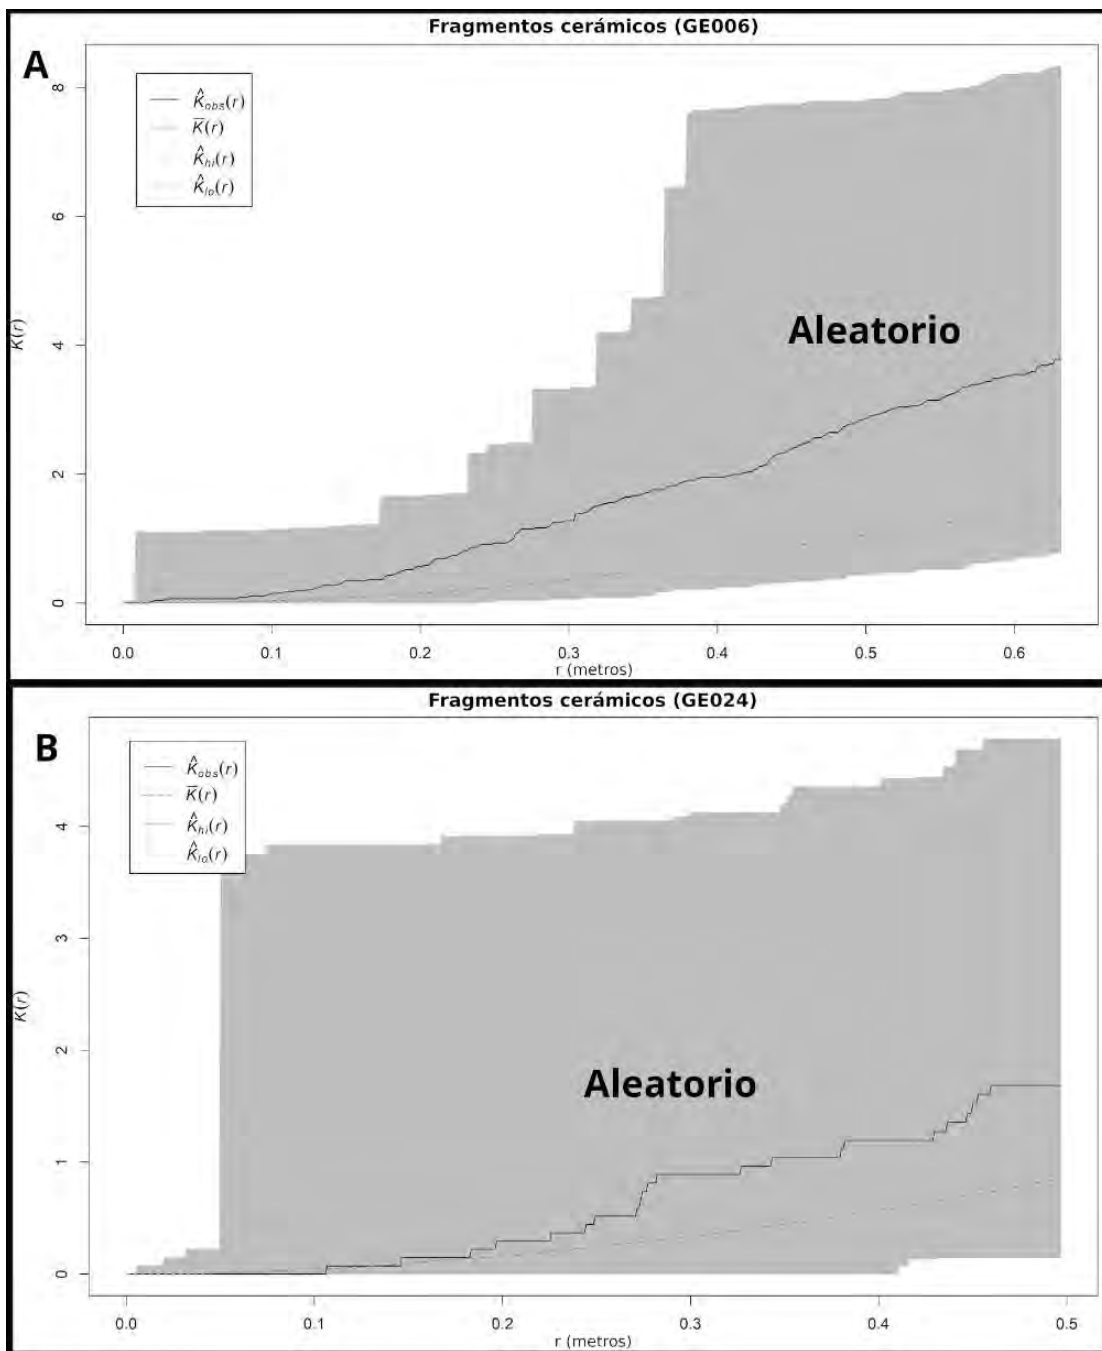 Fragmentos cerámicos (GE006)
A
K̂obs(r)
K̄(r)
K̂hi(r)
K̂lo(r)
8
6
4
2
0
K(r)
Aleatorio
0.0 0.1 0.2 0.3 0.4 0.5 0.6
r (metros)
Fragmentos cerámicos (GE024)
B
K̂obs(r)
K̄(r)
K̂hi(r)
K̂lo(r)
4
3
2
1
0
K(r)
Aleatorio
0.0 0.1 0.2 0.3 0.4 0.5
r (metros)